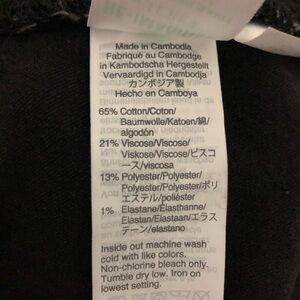 Made in Cambodia
Fabriqué au Cambodge
in Kambodscha Hergestellt
Vervaardigd in Cambodja
カンボジア製
Hecho en Camboya
65% Cotton/Coton/
Baumwolle/Katoen/綿/
algodón
21% Viscose/Viscose/
Viskose/Viscose/ビスコ
ース/viscosa
13% Polyester/Polyester/
Polyester/Polyester/ポリ
エステル/poliéster
1% Elastane/Élasthanne/
Elastan/Elastaan/エラス
テーン/elastano
Inside out machine wash
cold with like colors.
Non-chlorine bleach only.
Tumble dry low. Iron on
lowest setting.